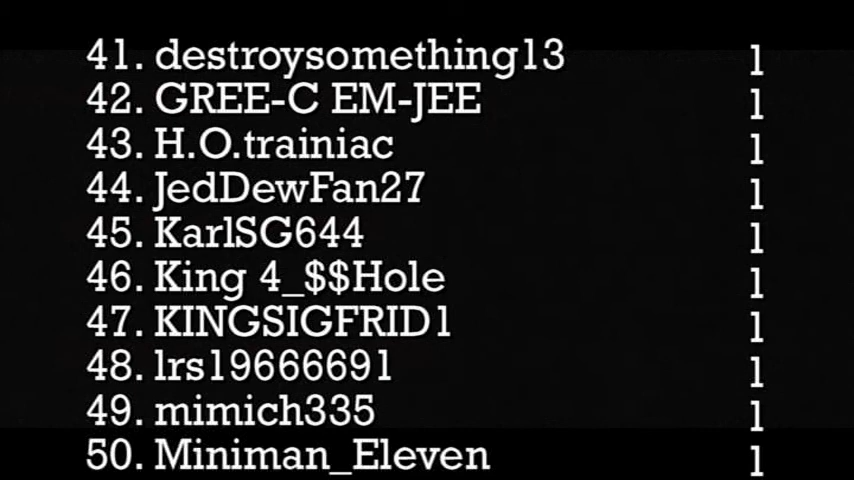 41. destroysomething13 1
42. GREE-C EM-JEE 1
43. H.O.trainiac 1
44. JedDewFan27 1
45. KarlSG644 1
46. King 4_$$Hole 1
47. KINGSIGFRID1 1
48. lrs19666691 1
49. mimich335 1
50. Miniman_Eleven 1